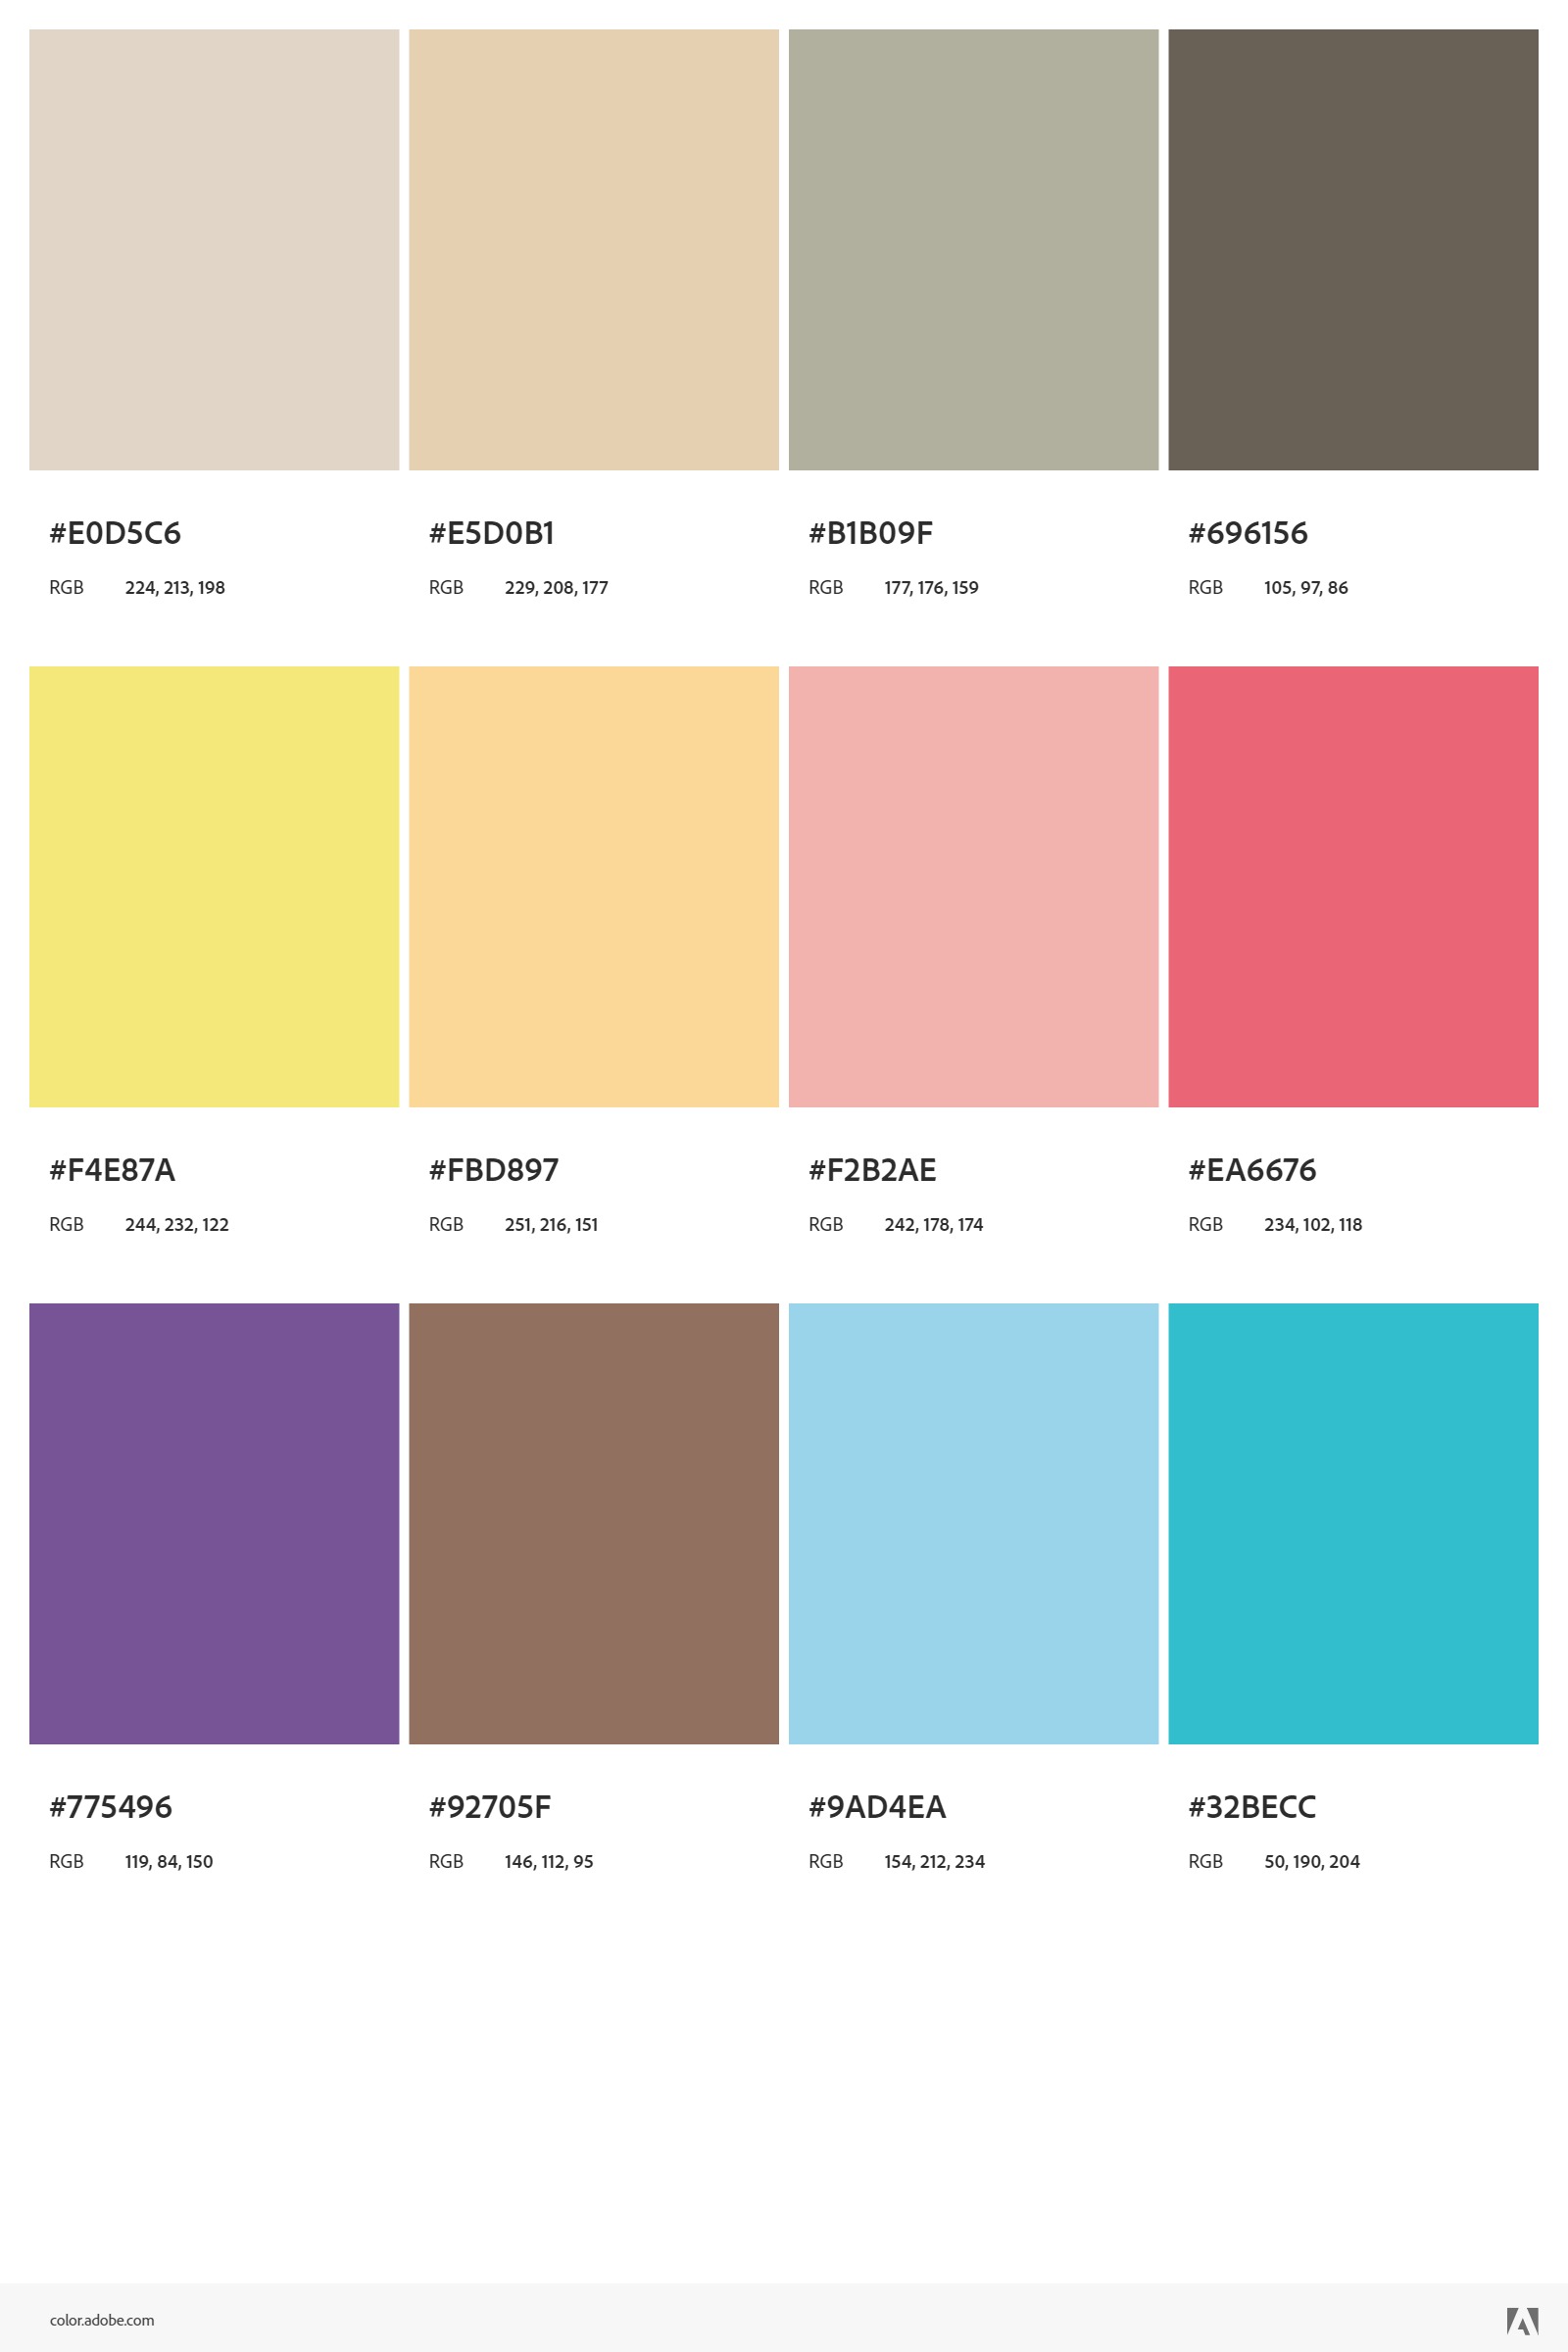 #E0D5C6 #E5D0B1 #B1B09F #696156
RGB 224, 213, 198 RGB 229, 208, 177 RGB 177, 176, 159 RGB 105, 97, 86
#F4E87A #FBD897 #F2B2AE #EA6676
RGB 244, 232, 122 RGB 251, 216, 151 RGB 242, 178, 174 RGB 234, 102, 118
#775496 #92705F #9AD4EA #32BECC
RGB 119, 84, 150 RGB 146, 112, 95 RGB 154, 212, 234 RGB 50, 190, 204
color.adobe.com